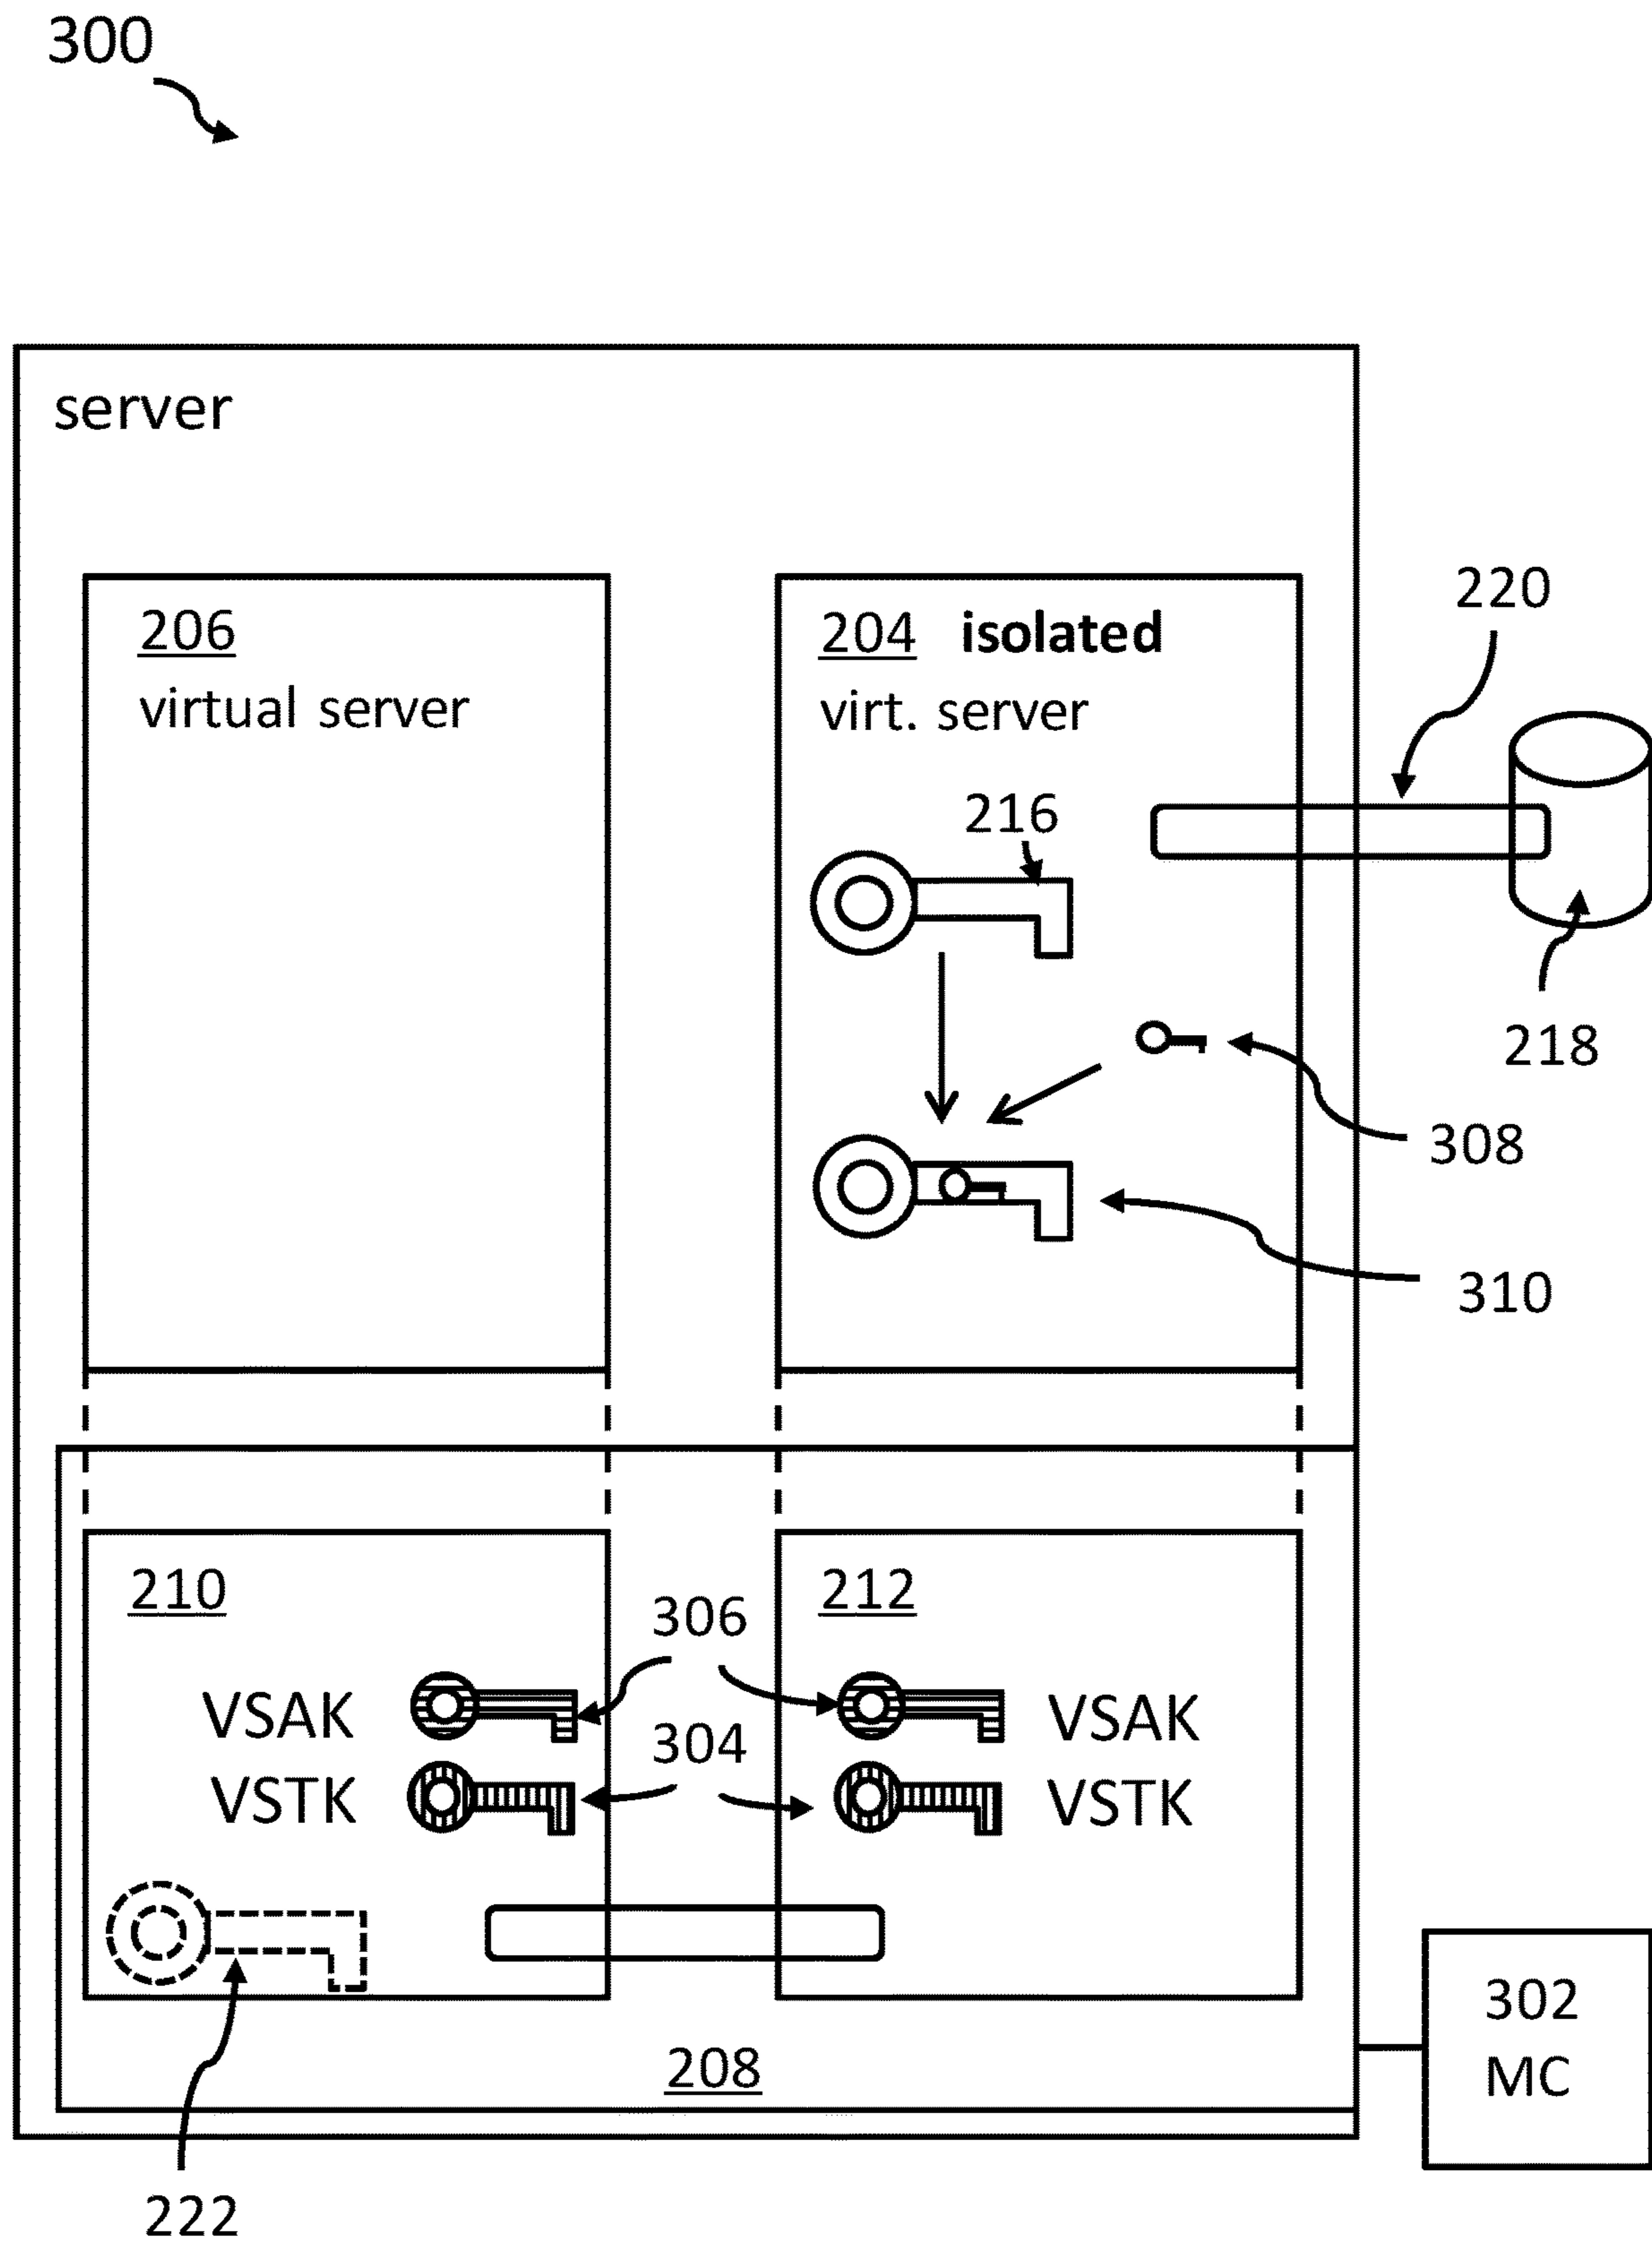 300
server
206
virtual server
204 isolated
virt. server
220
216
218
308
310
210
212
306
VSAK
VSAK
304
VSTK
VSTK
302
MC
208
222